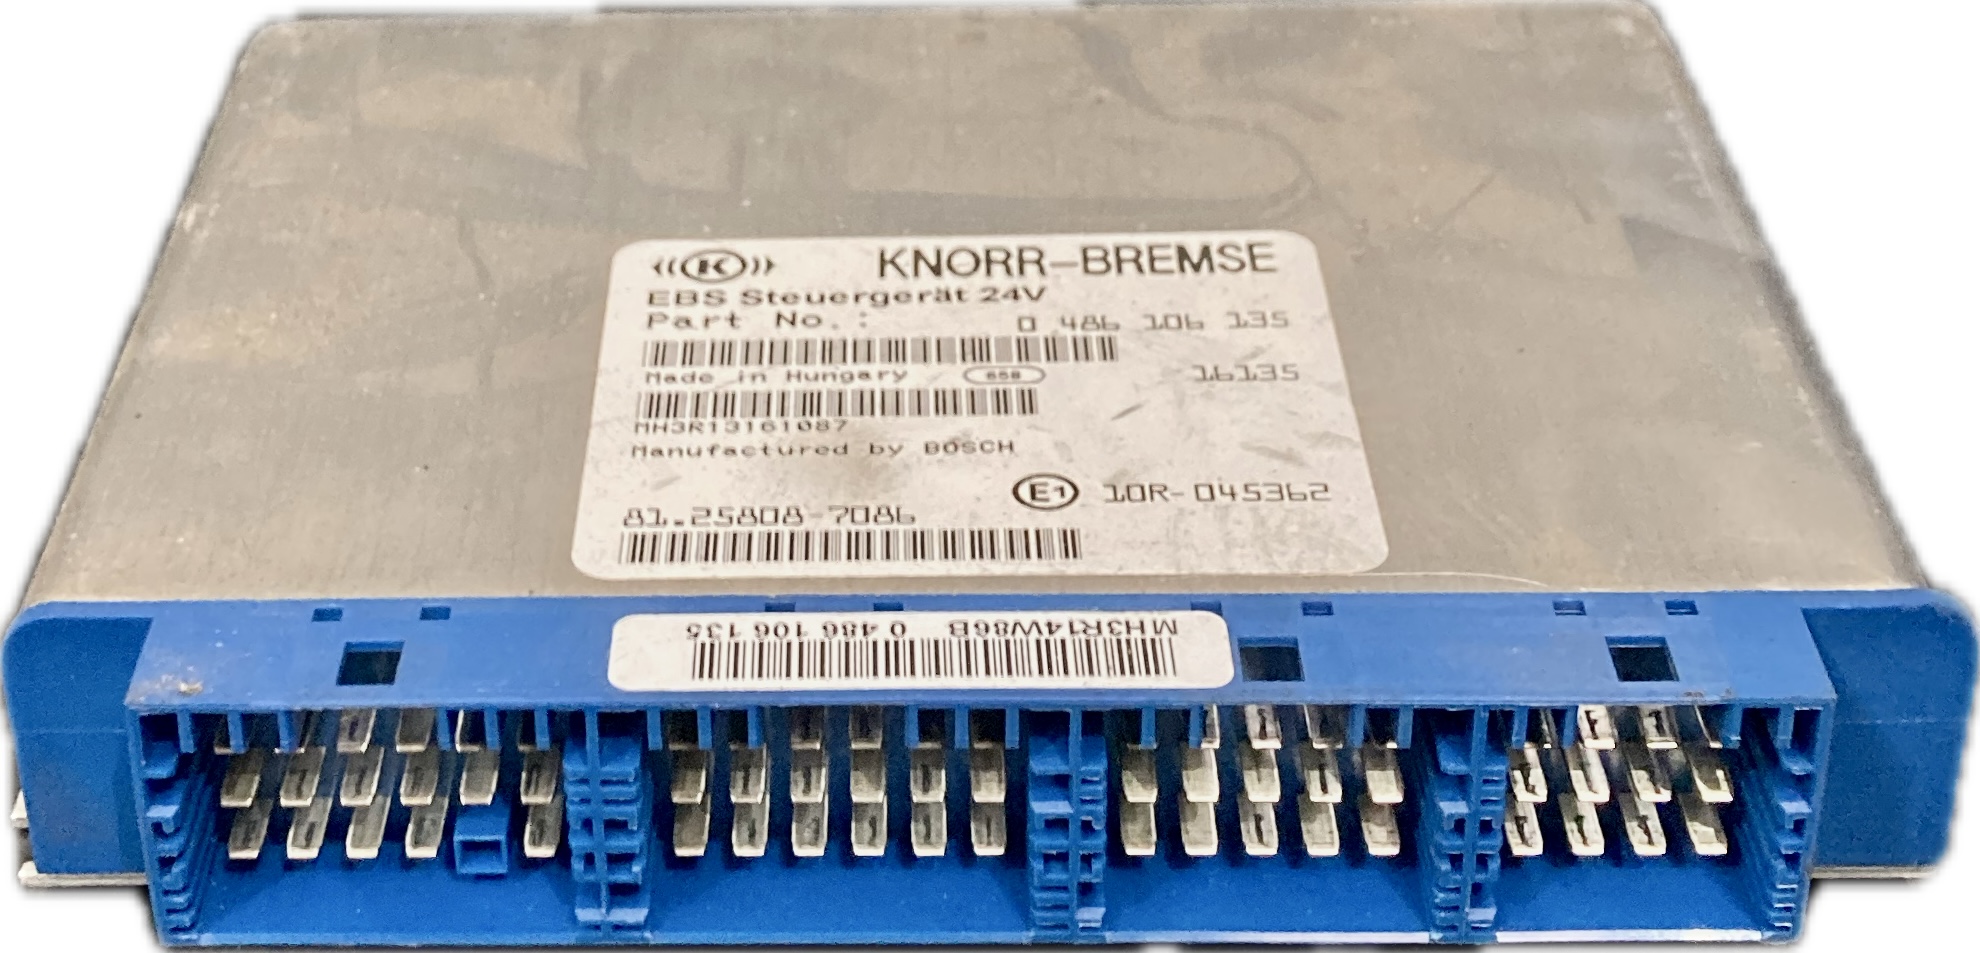 ((K)) KNORR-BREMSE
EBS Steuergerät 24V
Part No.: 0 486 106 135
Made in Hungary 658 16135
MH3R13161087
Manufactured by BOSCH
E1 10R-045362
81.25808-7086
MH3R14W86B 0 486 106 135